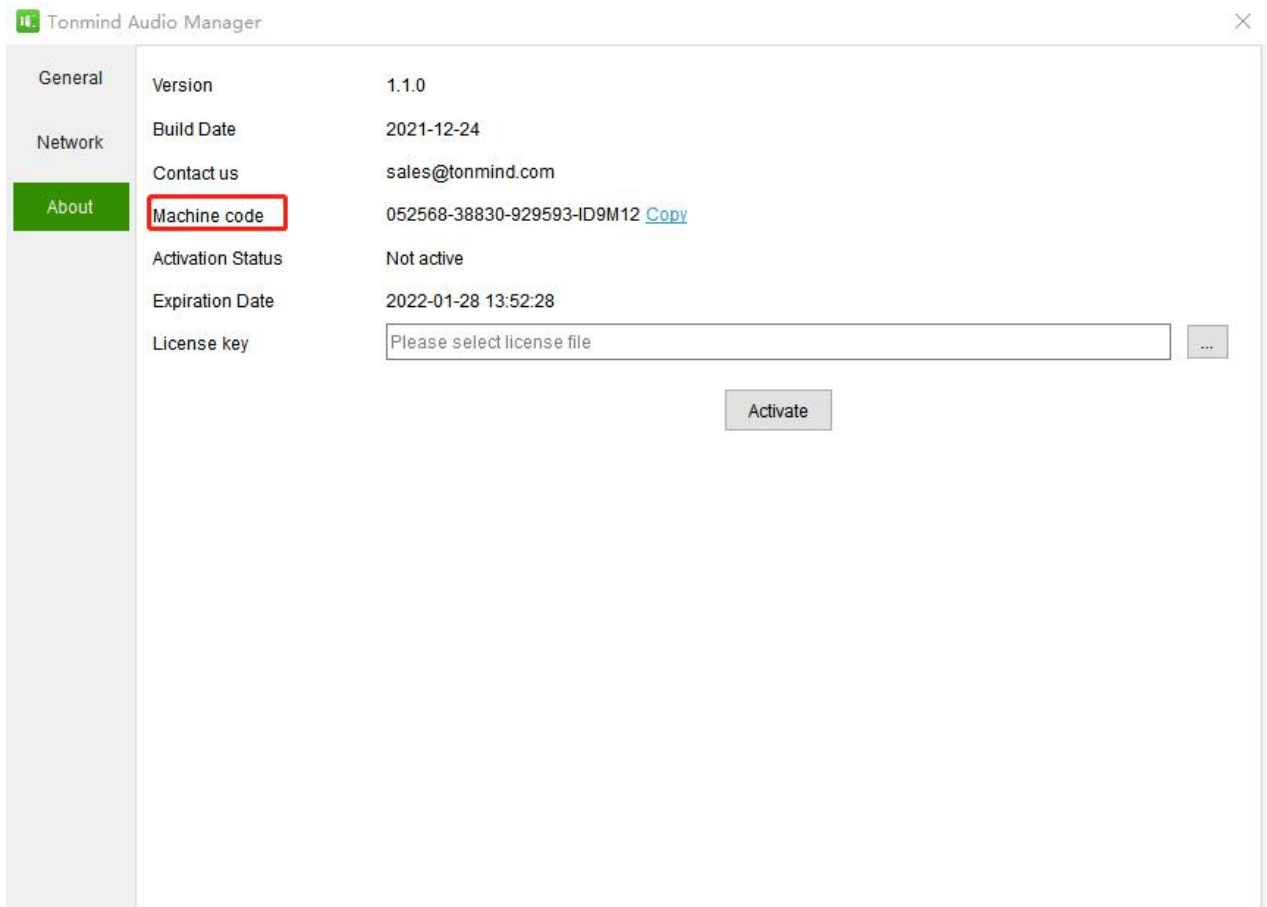 Tonmind Audio Manager
General
Network
About
Version 1.1.0
Build Date 2021-12-24
Contact us sales@tonmind.com
Machine code 052568-38830-929593-ID9M12 Copy
Activation Status Not active
Expiration Date 2022-01-28 13:52:28
License key Please select license file ...
Activate